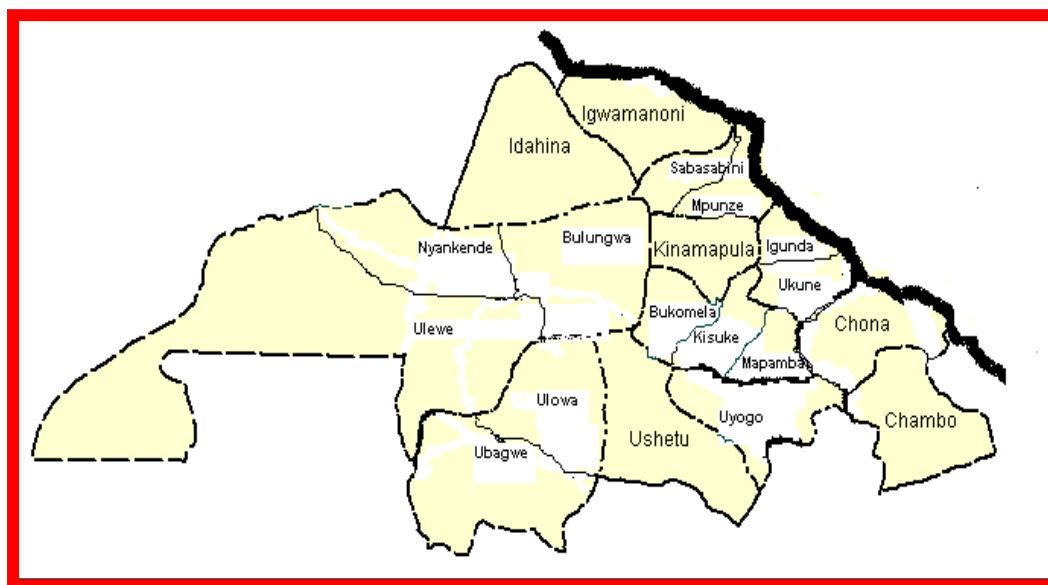 Igwamanoni
Idahina
Sabasabini
Mpunze
Nyankende
Bulungwa
Kinamapula
Igunda
Ukune
Bukomela
Ulewe
Kisuke
Chona
Mapamba
Ulowa
Uyogo
Chambo
Ushetu
Ubagwe